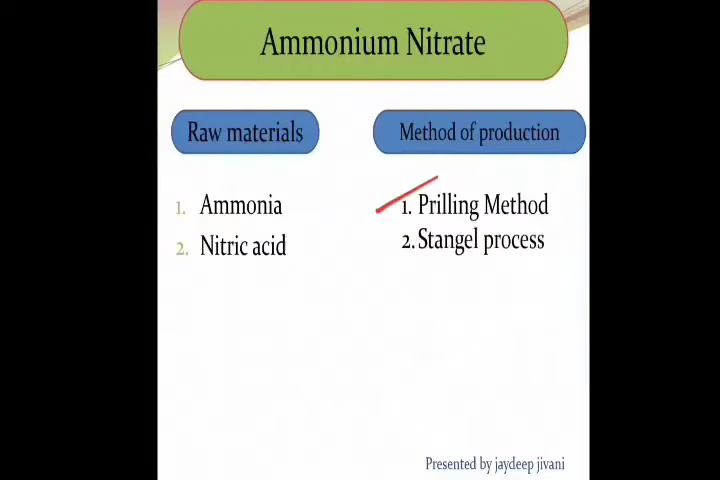 Ammonium Nitrate
Raw materials
1. Ammonia
2. Nitric acid
Method of production
1. Prilling Method
2. Stangel process
Presented by jaydeep jivani